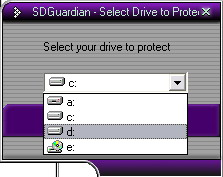 SDGuardian - Select Drive to Protec
Select your drive to protect
c:
a:
c:
d:
e: